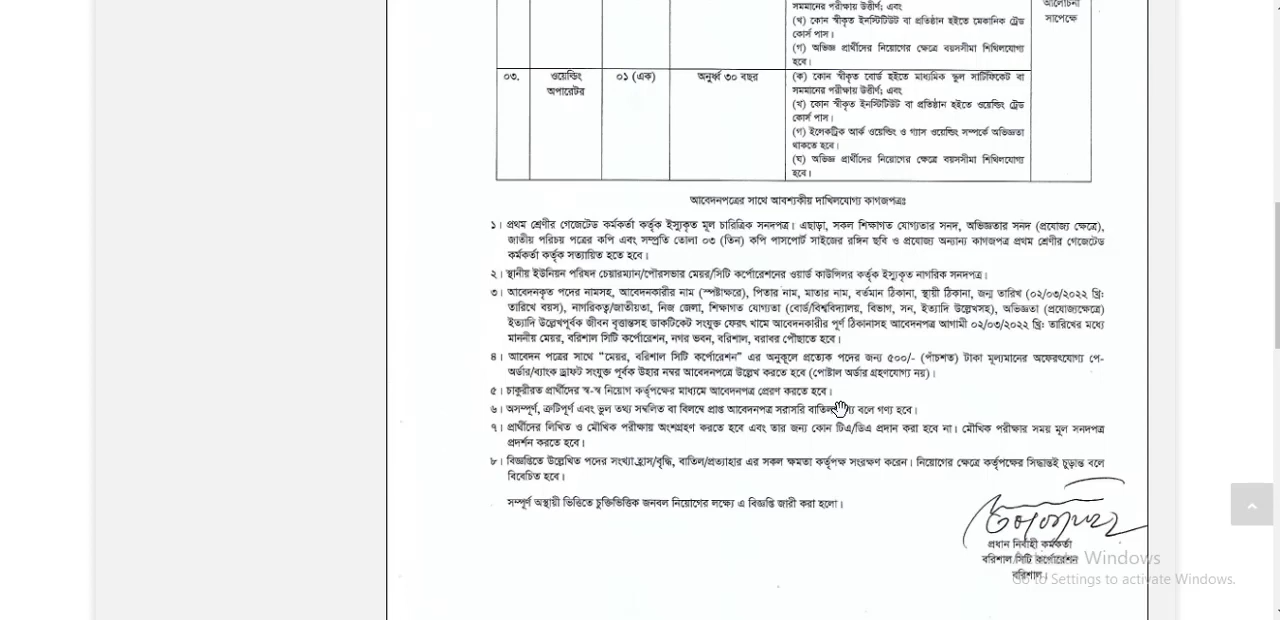 সমমানের পরীক্ষায় উত্তীর্ণ; এবং
(খ) কোন স্বীকৃত ইনস্টিটিউট বা প্রতিষ্ঠান হইতে মেকানিক ট্রেড
কোর্স পাস।
(গ) অভিজ্ঞ প্রার্থীদের নিয়োগের ক্ষেত্রে বয়সসীমা শিথিলযোগ্য
হবে।
আলোচনা
সাপেক্ষে
০৩.
ওয়েল্ডিং
অপারেটর
০১ (এক)
অনুর্ধ্ব ৩০ বছর
(ক) কোন স্বীকৃত বোর্ড হইতে মাধ্যমিক স্কুল সার্টিফিকেট বা
সমমানের পরীক্ষায় উত্তীর্ণ; এবং
(খ) কোন স্বীকৃত ইনস্টিটিউট বা প্রতিষ্ঠান হইতে ওয়েল্ডিং ট্রেড
কোর্স পাস।
(গ) ইলেকট্রিক আর্ক ওয়েল্ডিং ও গ্যাস ওয়েল্ডিং সম্পর্কে অভিজ্ঞতা
থাকতে হবে।
(ঘ) অভিজ্ঞ প্রার্থীদের নিয়োগের ক্ষেত্রে বয়সসীমা শিথিলযোগ্য
হবে।
আবেদনপত্রের সাথে আবশ্যকীয় দাখিলযোগ্য কাগজপত্রঃ
১। প্রথম শ্রেণীর গেজেটেড কর্মকর্তা কর্তৃক ইস্যুকৃত মূল চারিত্রিক সনদপত্র। এছাড়া, সকল শিক্ষাগত যোগ্যতার সনদ, অভিজ্ঞতার সনদ (প্রযোজ্য ক্ষেত্রে),
জাতীয় পরিচয় পত্রের কপি এবং সম্প্রতি তোলা ০৩ (তিন) কপি পাসপোর্ট সাইজের রঙ্গিন ছবি ও প্রযোজ্য অন্যান্য কাগজপত্র প্রথম শ্রেণীর গেজেটেড
কর্মকর্তা কর্তৃক সত্যায়িত হতে হবে।
২। স্থানীয় ইউনিয়ন পরিষদ চেয়ারম্যান/পৌরসভার মেয়র/সিটি কর্পোরেশনের ওয়ার্ড কাউন্সিলর কর্তৃক ইস্যুকৃত নাগরিক সনদপত্র।
৩। আবেদনকৃত পদের নামসহ, আবেদনকারীর নাম (স্পষ্টাক্ষরে), পিতার নাম, মাতার নাম, বর্তমান ঠিকানা, স্থায়ী ঠিকানা, জন্ম তারিখ (০২/০৩/২০২২ খ্রি:
তারিখে বয়স), নাগরিকত্ব/জাতীয়তা, নিজ জেলা, শিক্ষাগত যোগ্যতা (বোর্ড/বিশ্ববিদ্যালয়, বিভাগ, সন, ইত্যাদি উল্লেখসহ), অভিজ্ঞতা (প্রযোজ্যক্ষেত্রে)
ইত্যাদি উল্লেখপূর্বক জীবন বৃত্তান্তসহ ডাকটিকেট সংযুক্ত ফেরৎ খামে আবেদনকারীর পূর্ণ ঠিকানাসহ আবেদনপত্র আগামী ০২/০৩/২০২২ খ্রি: তারিখের মধ্যে
মাননীয় মেয়র, বরিশাল সিটি কর্পোরেশন, নগর ভবন, বরিশাল, বরাবর পৌছাতে হবে।
৪। আবেদন পত্রের সাথে "মেয়র, বরিশাল সিটি কর্পোরেশন" এর অনুকূলে প্রত্যেক পদের জন্য ৫০০/- (পাঁচশত) টাকা মূল্যমানের অফেরৎযোগ্য পে-
অর্ডার/ব্যাংক ড্রাফট সংযুক্ত পূর্বক উহার নম্বর আবেদনপত্রে উল্লেখ করতে হবে (পোষ্টাল অর্ডার গ্রহণযোগ্য নয়)।
৫। চাকুরীরত প্রার্থীদের স্ব-স্ব নিয়োগ কর্তৃপক্ষের মাধ্যমে আবেদনপত্র প্রেরণ করতে হবে।
৬। অসম্পূর্ণ, ত্রুটিপূর্ণ এবং ভুল তথ্য সম্বলিত বা বিলম্বে প্রাপ্ত আবেদনপত্র সরাসরি বাতিলযোগ্য বলে গণ্য হবে।
৭। প্রার্থীদের লিখিত ও মৌখিক পরীক্ষায় অংশগ্রহণ করতে হবে এবং তার জন্য কোন টিএ/ডিএ প্রদান করা হবে না। মৌখিক পরীক্ষার সময় মূল সনদপত্র
প্রদর্শন করতে হবে।
৮। বিজ্ঞপ্তিতে উল্লেখিত পদের সংখ্যা হ্রাস/বৃদ্ধি, বাতিল/প্রত্যাহার এর সকল ক্ষমতা কর্তৃপক্ষ সংরক্ষণ করেন। নিয়োগের ক্ষেত্রে কর্তৃপক্ষের সিদ্ধান্তই চূড়ান্ত বলে
বিবেচিত হবে।
সম্পূর্ণ অস্থায়ী ভিত্তিতে চুক্তিভিত্তিক জনবল নিয়োগের লক্ষ্যে এ বিজ্ঞপ্তি জারী করা হলো।
প্রধান নির্বাহী কর্মকর্তা
বরিশাল সিটি কর্পোরেশন
বরিশাল।
Activate Windows
Go to Settings to activate Windows.